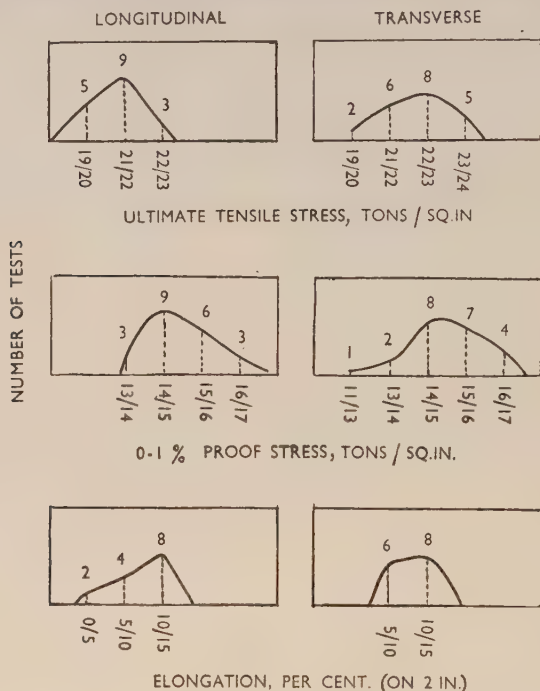 LONGITUDINAL TRANSVERSE
5 9 3 2 6 8 5
19/20 21/22 22/23 19/20 21/22 22/23 23/24
ULTIMATE TENSILE STRESS, TONS / SQ.IN
NUMBER OF TESTS
3 9 6 3 1 2 8 7 4
13/14 14/15 15/16 16/17 11/13 13/14 14/15 15/16 16/17
0·1 % PROOF STRESS, TONS / SQ.IN.
2 4 8 6 8
0/5 5/10 10/15 5/10 10/15
ELONGATION, PER CENT. (ON 2 IN.)